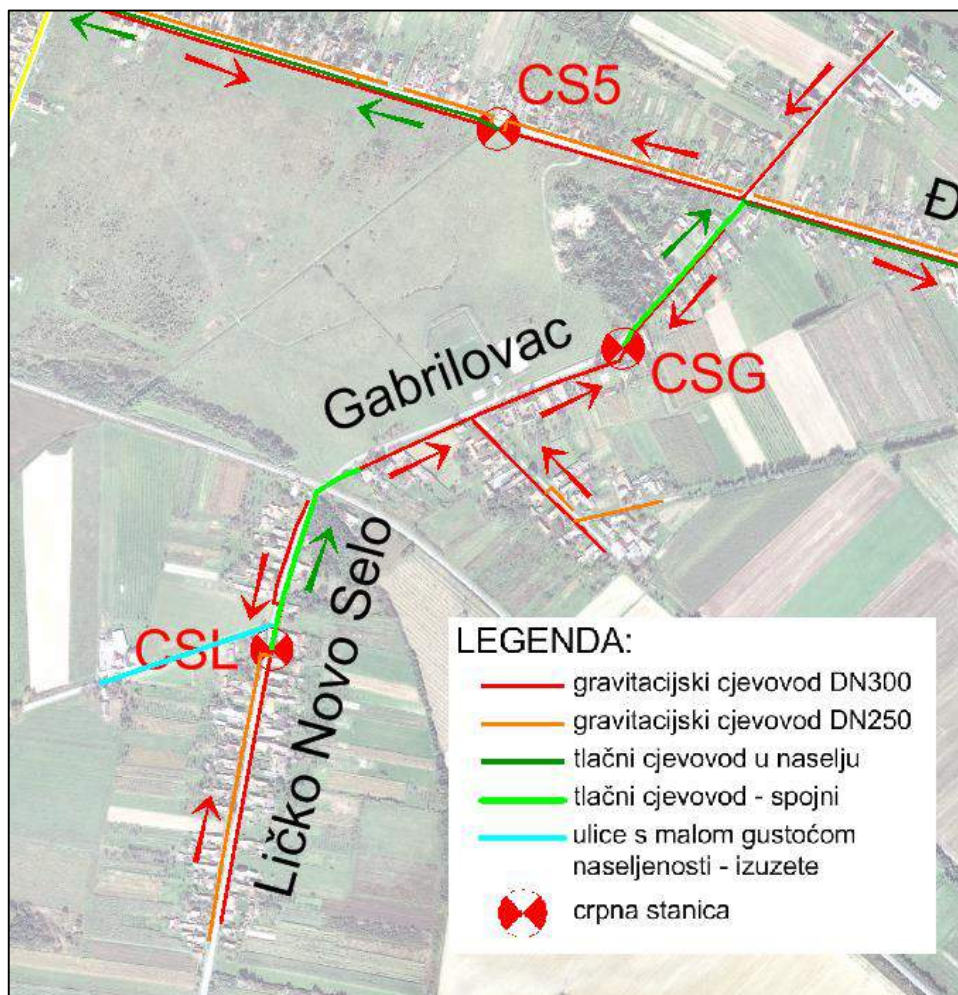 CS5
Đ
Gabrilovac
CSG
CSL
Ličko Novo Selo
LEGENDA:
gravitacijski cjevovod DN300
gravitacijski cjevovod DN250
tlačni cjevovod u naselju
tlačni cjevovod - spojni
ulice s malom gustoćom
naseljenosti - izuzete
crpna stanica